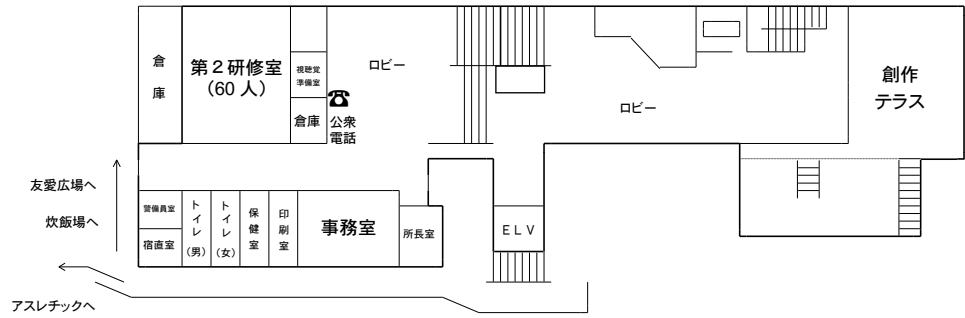 倉
庫
第２研修室
(60人)
視聴覚
準備室
倉庫
ロビー
公衆
電話
ロビー
創作
テラス
友愛広場へ
炊飯場へ
アスレチックへ
警備員室
宿直室
トイレ(男)
トイレ(女)
保健室
印刷室
事務室
所長室
ＥＬＶ